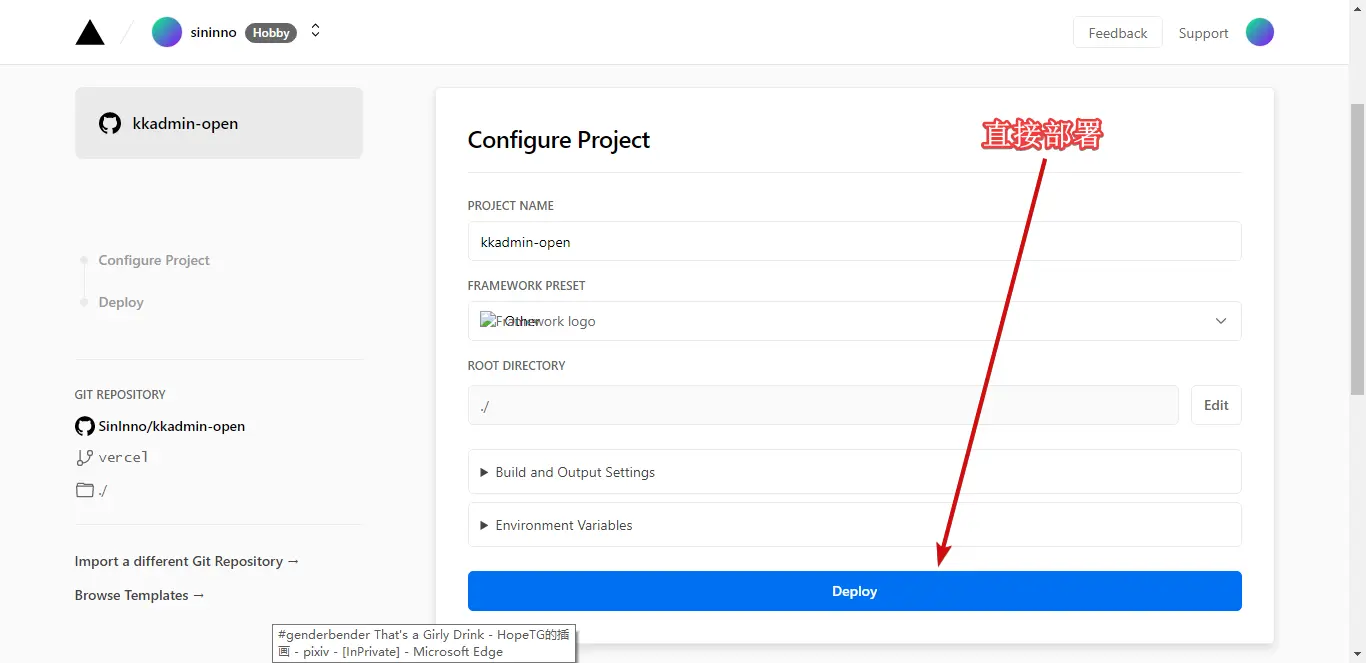 sininno Hobby
Feedback Support
kkadmin-open
Configure Project
Deploy
GIT REPOSITORY
SinInno/kkadmin-open
vercel
./
Import a different Git Repository →
Browse Templates →
Configure Project
直接部署
PROJECT NAME
kkadmin-open
FRAMEWORK PRESET
Framework logo
Other
ROOT DIRECTORY
./
Edit
Build and Output Settings
Environment Variables
Deploy
#genderbender That's a Girly Drink - HopeTG的插
画 - pixiv - [InPrivate] - Microsoft Edge